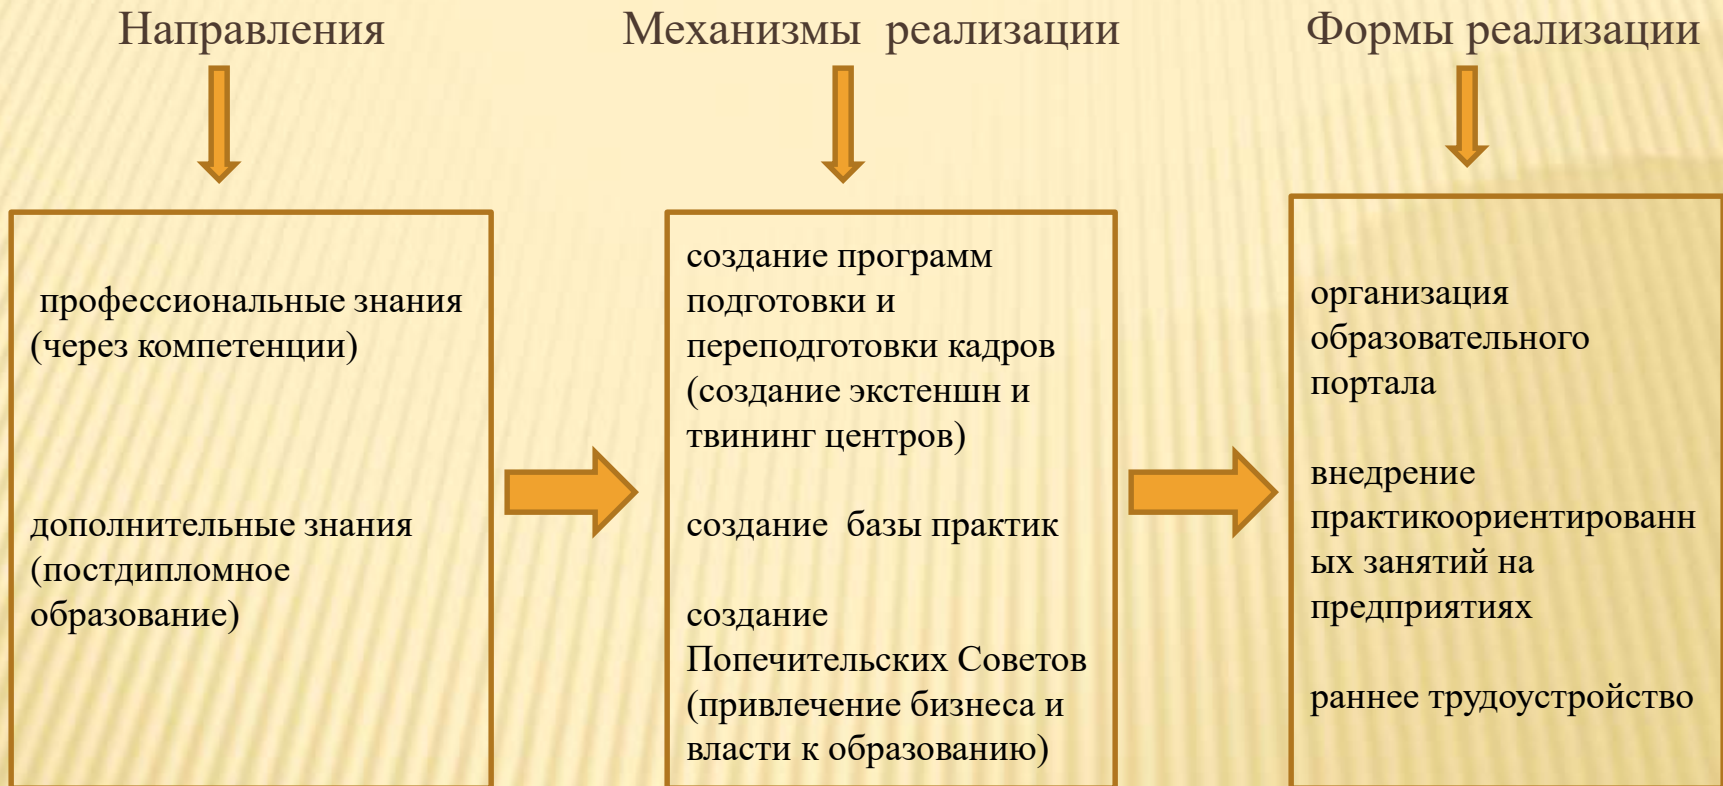 Направления
Механизмы реализации
Формы реализации
профессиональные знания
(через компетенции)
дополнительные знания
(постдипломное
образование)
создание программ
подготовки и
переподготовки кадров
(создание экстеншн и
твининг центров)
создание базы практик
создание
Попечительских Советов
(привлечение бизнеса и
власти к образованию)
организация
образовательного
портала
внедрение
практикоориентированн
ых занятий на
предприятиях
раннее трудоустройство